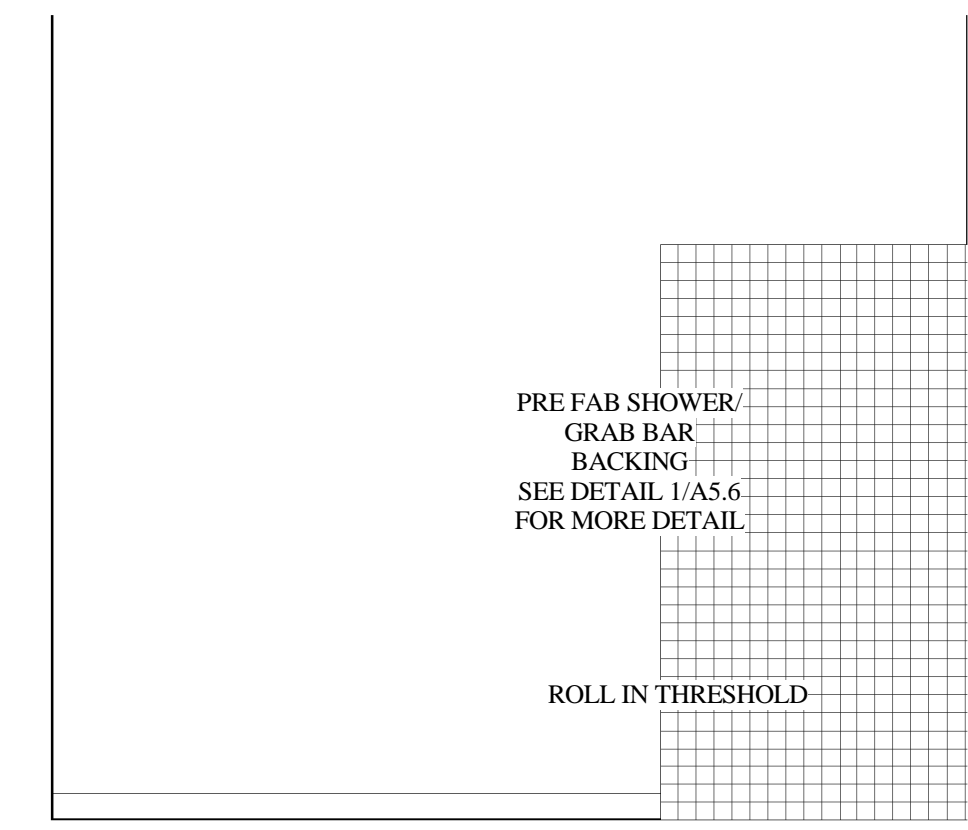 PRE FAB SHOWER/
GRAB BAR
BACKING
SEE DETAIL 1/A5.6
FOR MORE DETAIL
ROLL IN THRESHOLD